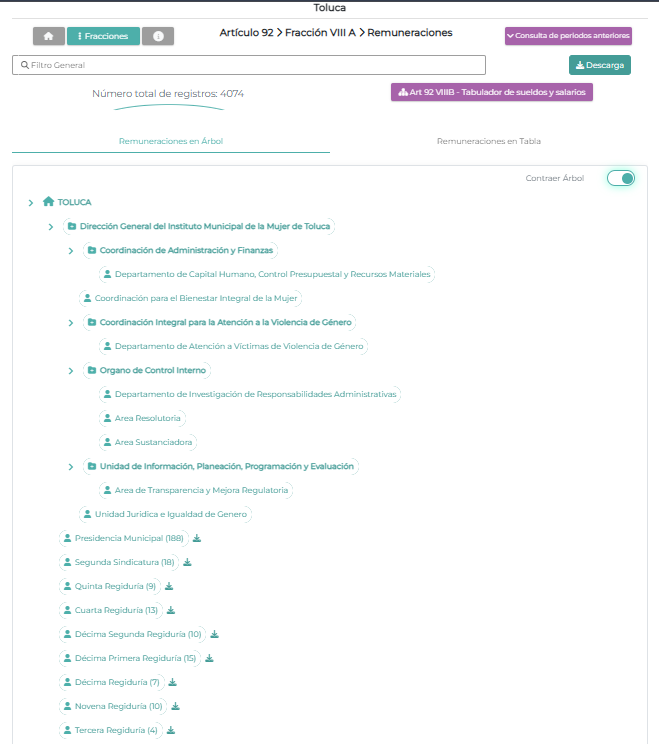 Toluca
Fracciones
Artículo 92 > Fracción VIII A > Remuneraciones
Consulta de periodos anteriores
Filtro General
Descarga
Número total de registros: 4074
Art 92 VIIIB - Tabulador de sueldos y salarios
Remuneraciones en Árbol
Remuneraciones en Tabla
Contraer Árbol
TOLUCA
Dirección General del Instituto Municipal de la Mujer de Toluca
Coordinación de Administración y Finanzas
Departamento de Capital Humano, Control Presupuestal y Recursos Materiales
Coordinación para el Bienestar Integral de la Mujer
Coordinación Integral para la Atención a la Violencia de Género
Departamento de Atención a Víctimas de Violencia de Género
Organo de Control Interno
Departamento de Investigación de Responsabilidades Administrativas
Area Resolutoria
Area Sustanciadora
Unidad de Información, Planeación, Programación y Evaluación
Area de Transparencia y Mejora Regulatoria
Unidad Jurídica e Igualdad de Genero
Presidencia Municipal (188)
Segunda Sindicatura (18)
Quinta Regiduría (9)
Cuarta Regiduría (13)
Décima Segunda Regiduría (10)
Décima Primera Regiduría (15)
Décima Regiduría (7)
Novena Regiduría (10)
Tercera Regiduría (4)